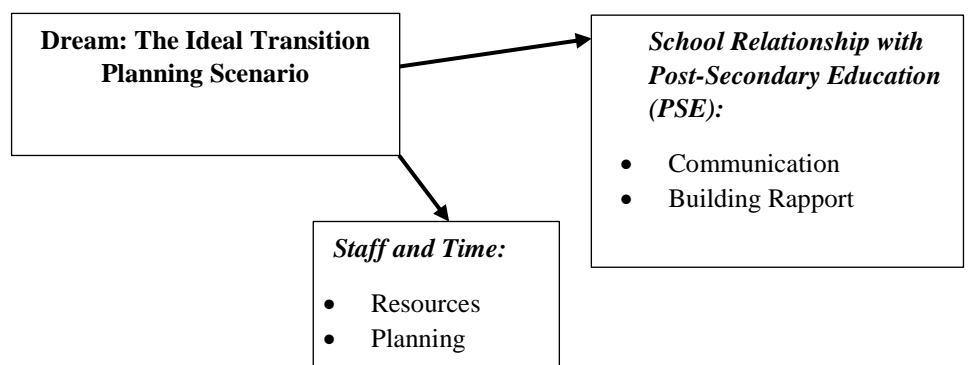 Dream: The Ideal Transition
Planning Scenario
School Relationship with
Post-Secondary Education
(PSE):
• Communication
• Building Rapport
Staff and Time:
• Resources
• Planning